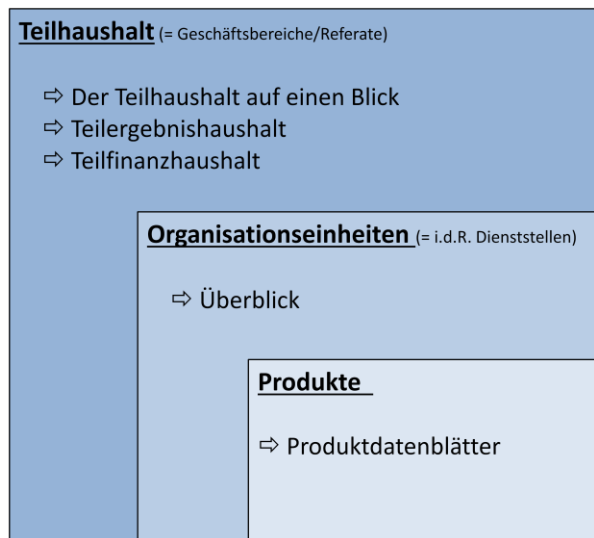 Teilhaushalt (= Geschäftsbereiche/Referate)
⇨ Der Teilhaushalt auf einen Blick
⇨ Teilergebnishaushalt
⇨ Teilfinanzhaushalt
Organisationseinheiten (= i.d.R. Dienststellen)
⇨ Überblick
Produkte
⇨ Produktdatenblätter